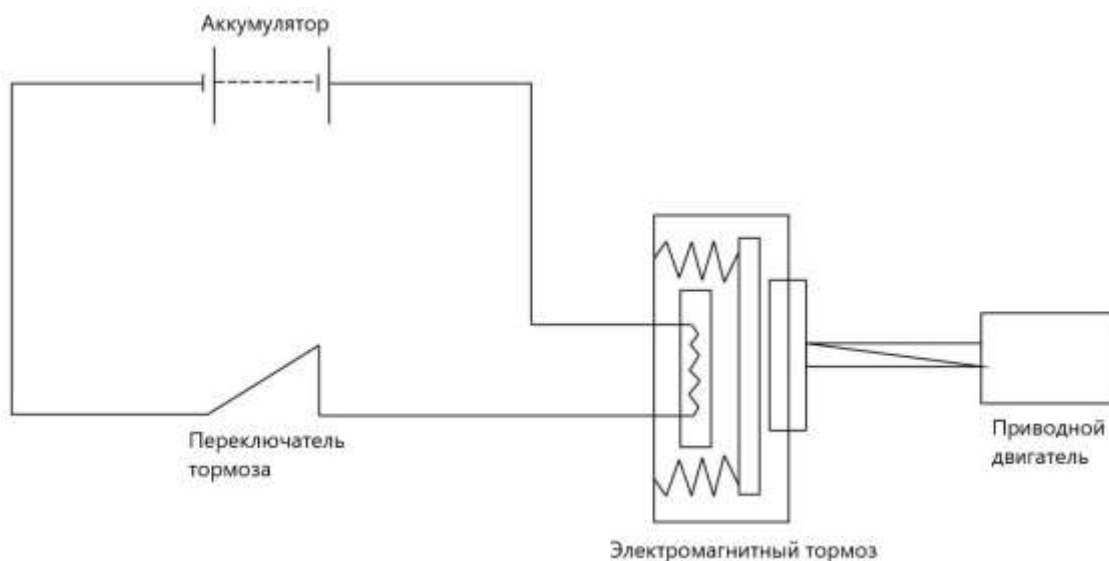 Аккумулятор
Переключатель
тормоза
Приводной
двигатель
Электромагнитный тормоз